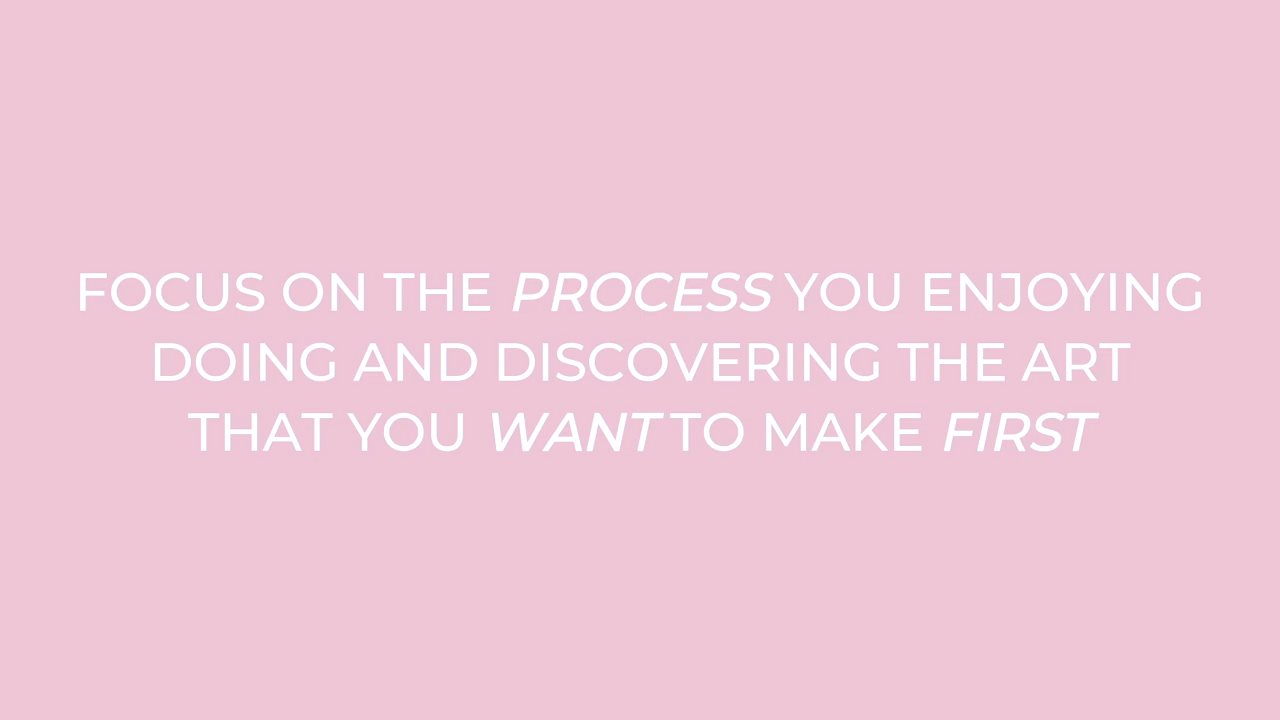 FOCUS ON THE PROCESS YOU ENJOYING
DOING AND DISCOVERING THE ART
THAT YOU WANT TO MAKE FIRST